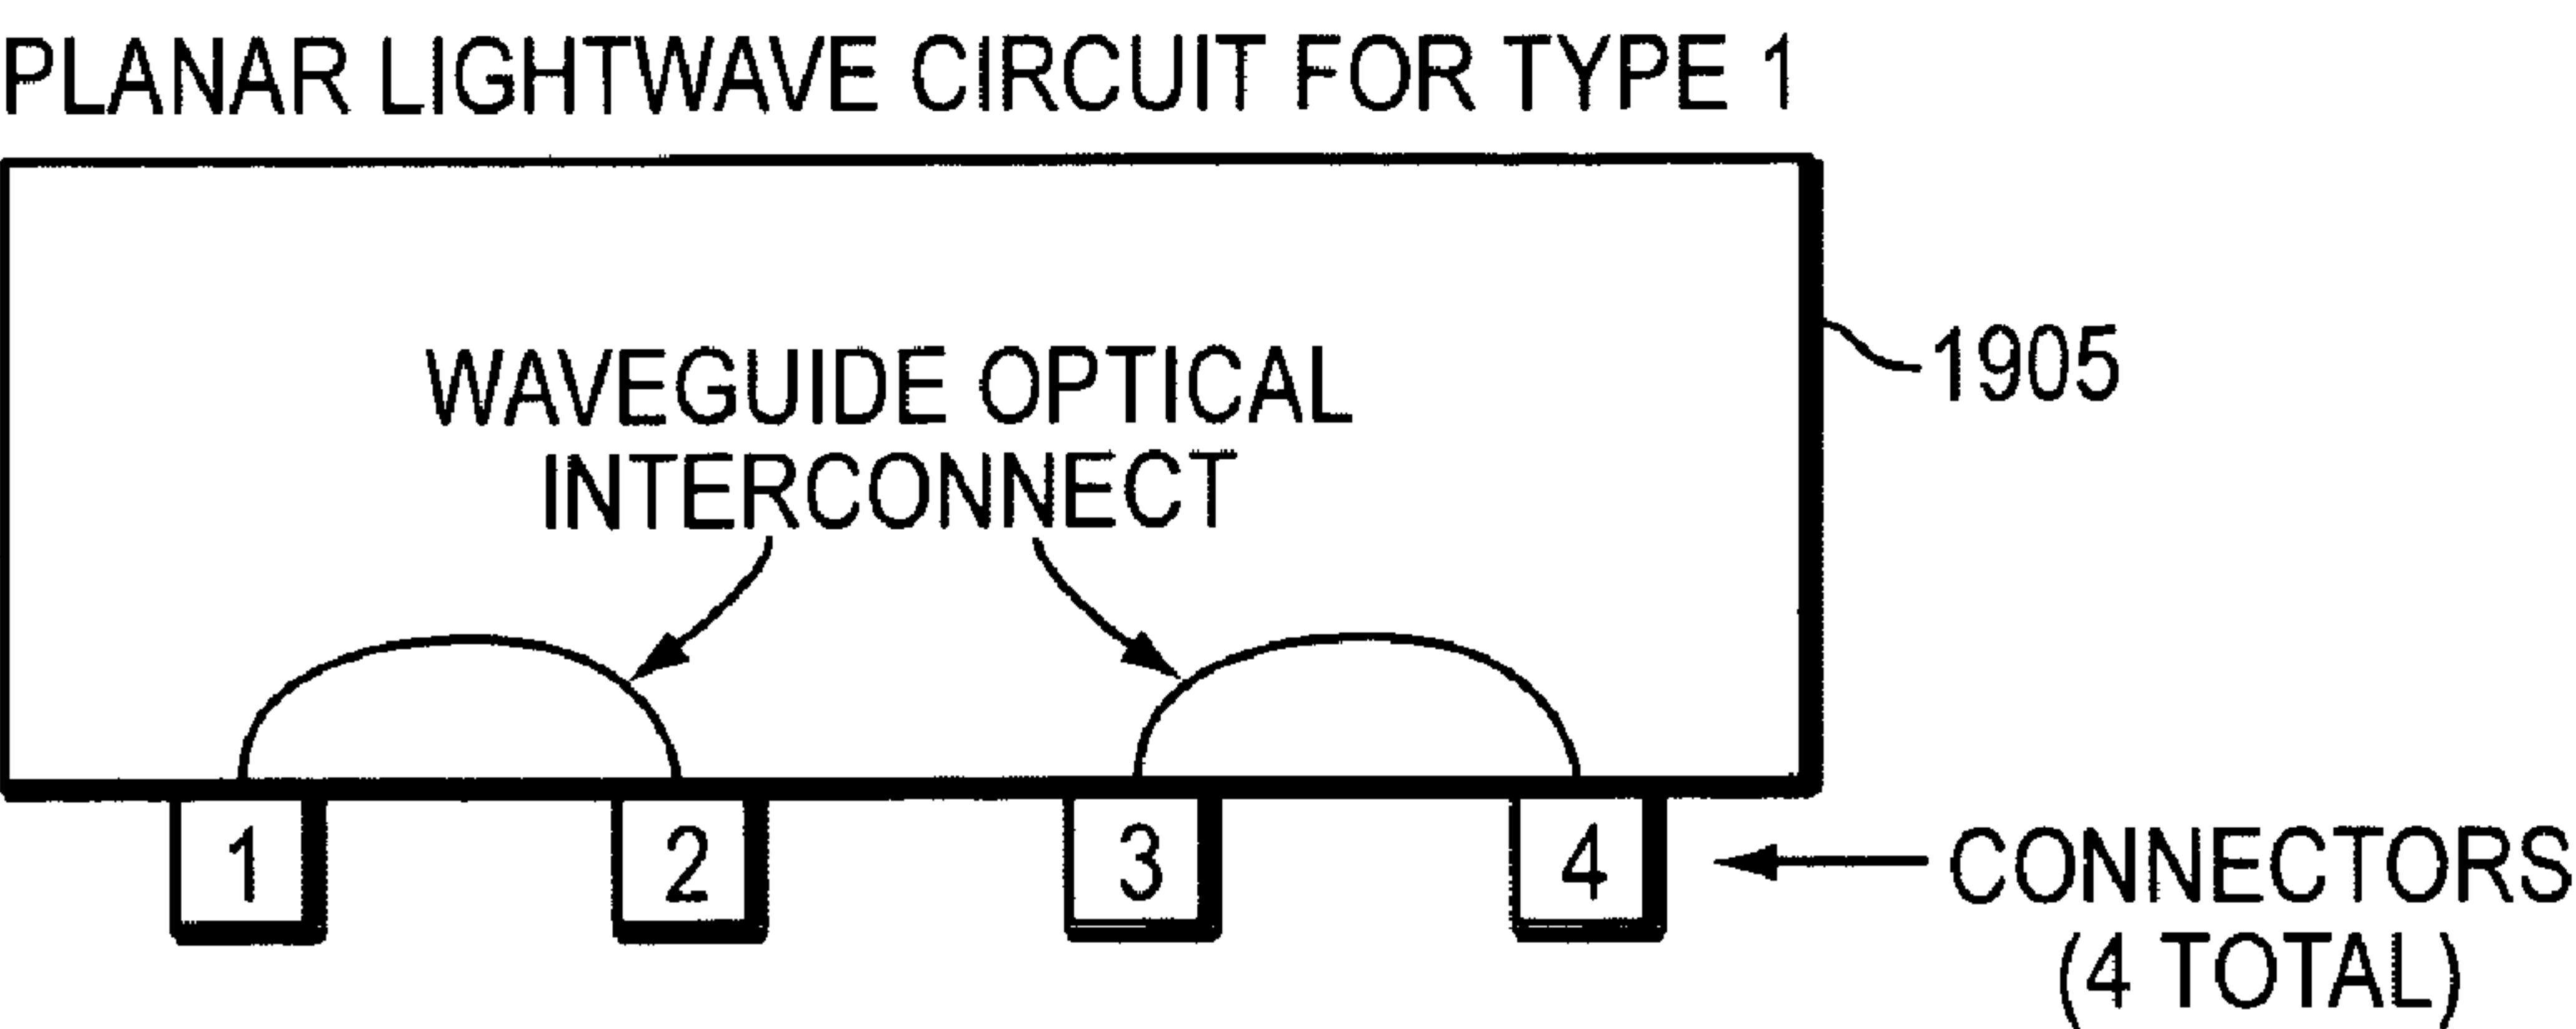 PLANAR LIGHTWAVE CIRCUIT FOR TYPE 1
WAVEGUIDE OPTICAL
INTERCONNECT
1905
1
2
3
4
CONNECTORS
(4 TOTAL)